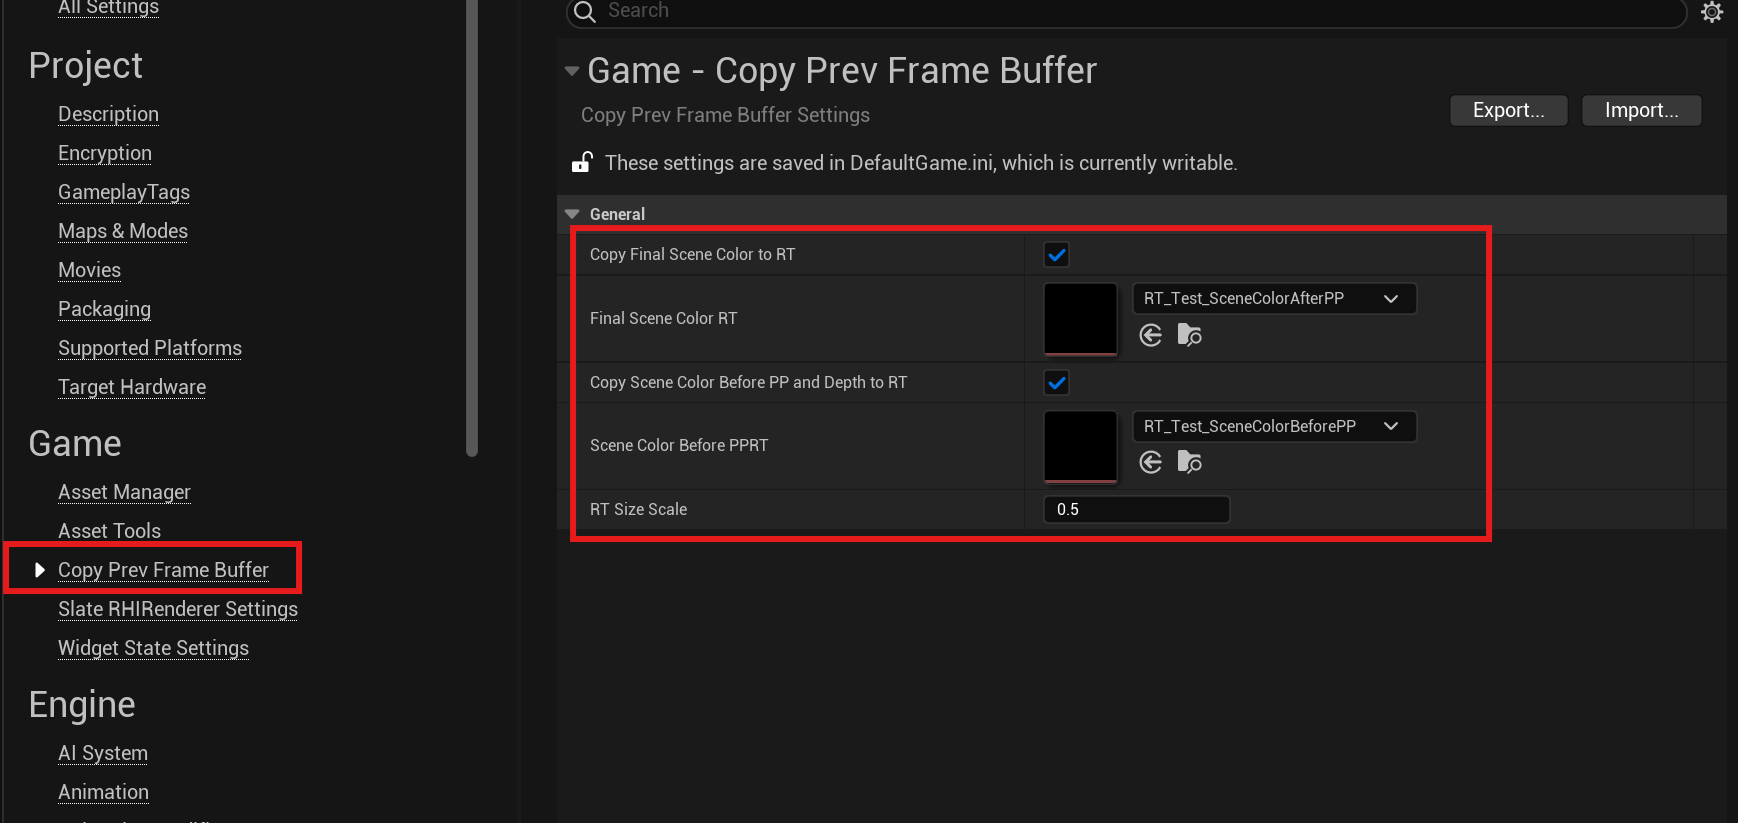 All Settings
Project
Description
Encryption
GameplayTags
Maps & Modes
Movies
Packaging
Supported Platforms
Target Hardware
Game
Asset Manager
Asset Tools
Copy Prev Frame Buffer
Slate RHIRenderer Settings
Widget State Settings
Engine
AI System
Animation
Search
Game - Copy Prev Frame Buffer
Copy Prev Frame Buffer Settings
Export...
Import...
These settings are saved in DefaultGame.ini, which is currently writable.
General
Copy Final Scene Color to RT
Final Scene Color RT
RT_Test_SceneColorAfterPP
Copy Scene Color Before PP and Depth to RT
Scene Color Before PPRT
RT_Test_SceneColorBeforePP
RT Size Scale
0.5